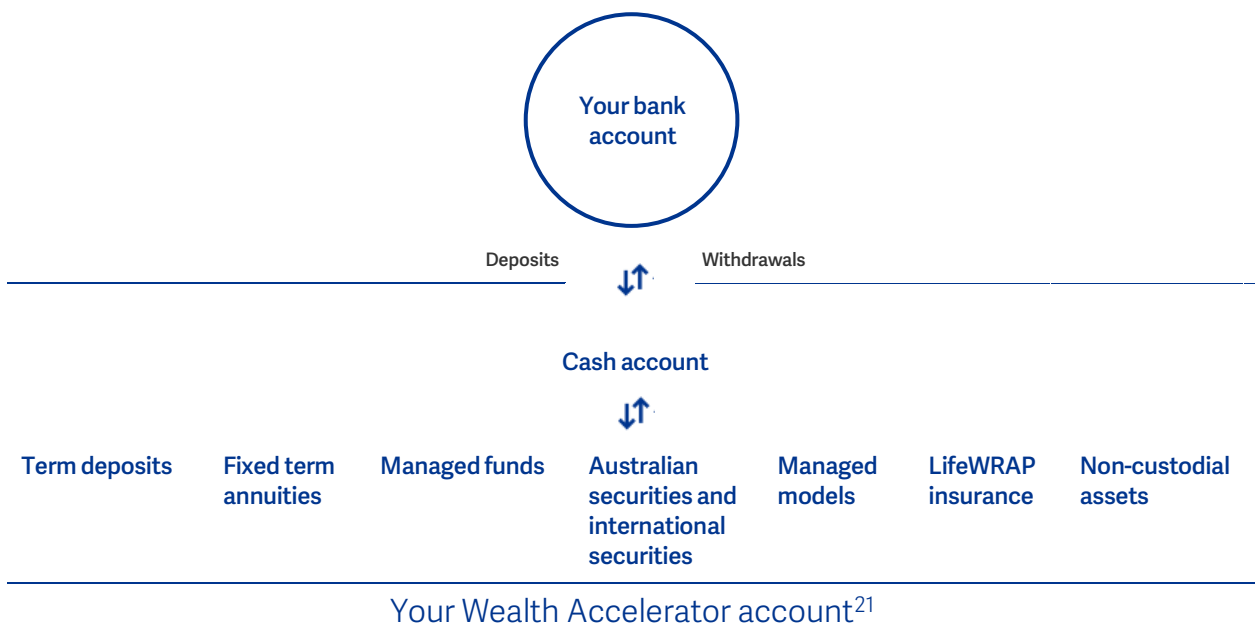 Your bank
account
Deposits
Withdrawals
Cash account
Term deposits
Fixed term
annuities
Managed funds
Australian
securities and
international
securities
Managed
models
LifeWRAP
insurance
Non-custodial
assets
Your Wealth Accelerator account21